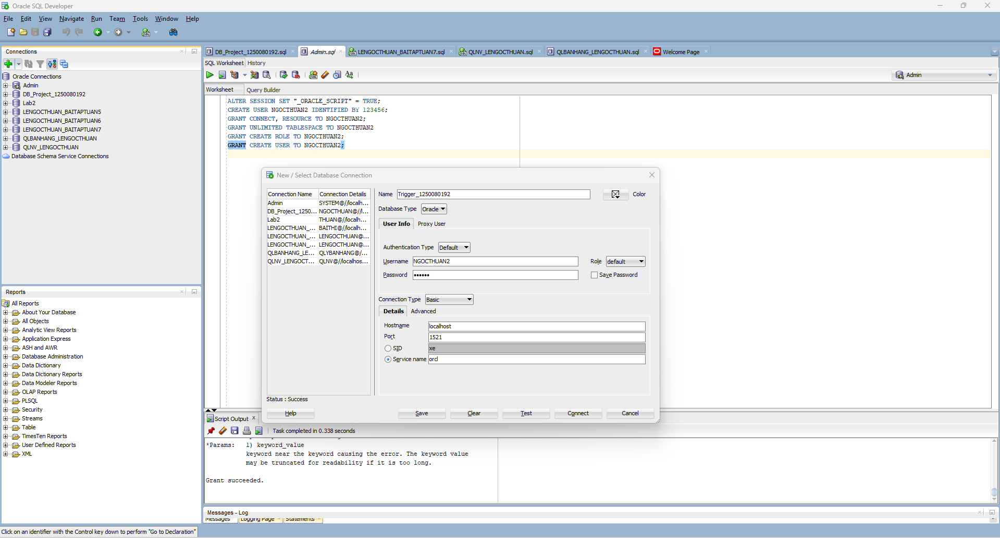 Oracle SQL Developer
File Edit View Navigate Run Team Tools Window Help
Connections
Oracle Connections
Admin
DB_Project_1250080192
Lab2
LENGOCTHUAN_BAITAPTUAN5
LENGOCTHUAN_BAITAPTUAN6
LENGOCTHUAN_BAITAPTUAN7
QLBANHANG_LENGOCTHUAN
QLNV_LENGOCTHUAN
Database Schema Service Connections
Reports
All Reports
About Your Database
All Objects
Analytic View Reports
Application Express
ASH and AWR
Database Administration
Data Dictionary
Data Dictionary Reports
Data Modeler Reports
OLAP Reports
PLSQL
Security
Streams
Table
TimesTen Reports
User Defined Reports
XML
DB_Project_1250080192.sql Admin.sql LENGOCTHUAN_BAITAPTUAN7.sql QLNV_LENGOCTHUAN.sql QLBANHANG_LENGOCTHUAN.sql Welcome Page
SQL Worksheet History
Admin
Worksheet Query Builder
ALTER SESSION SET "_ORACLE_SCRIPT" = TRUE;
CREATE USER NGOCTHUAN2 IDENTIFIED BY 123456;
GRANT CONNECT, RESOURCE TO NGOCTHUAN2;
GRANT UNLIMITED TABLESPACE TO NGOCTHUAN2
GRANT CREATE ROLE TO NGOCTHUAN2;
GRANT CREATE USER TO NGOCTHUAN2;
New / Select Database Connection
Connection Name Connection Details
Admin SYSTEM@//localh...
DB_Project_1250... NGOCTHUAN@//l...
Lab2 THUAN@//localh...
LENGOCTHUAN_... BAITHI@//localh...
LENGOCTHUAN_... LENGOCTHUAN@...
LENGOCTHUAN_... LENGOCTHUAN@...
QLBANHANG_LE... QLYBANHANG@/...
QLNV_LENGOCT... QLNV@//localhos...
Name Trigger_1250080192 Color
Database Type Oracle
User Info Proxy User
Authentication Type Default
Username NGOCTHUAN2 Role default
Password •••••• Save Password
Connection Type Basic
Details Advanced
Hostname localhost
Port 1521
SID xe
Service name orcl
Status : Success
Help Save Clear Test Connect Cancel
Script Output
Task completed in 0.338 seconds
*Params: 1) keyword_value
keyword near the keyword causing the error. The keyword value
may be truncated for readability if it is too long.
Grant succeeded.
Messages - Log
Messages Logging Page Statements
Click on an identifier with the Control key down to perform "Go to Declaration"